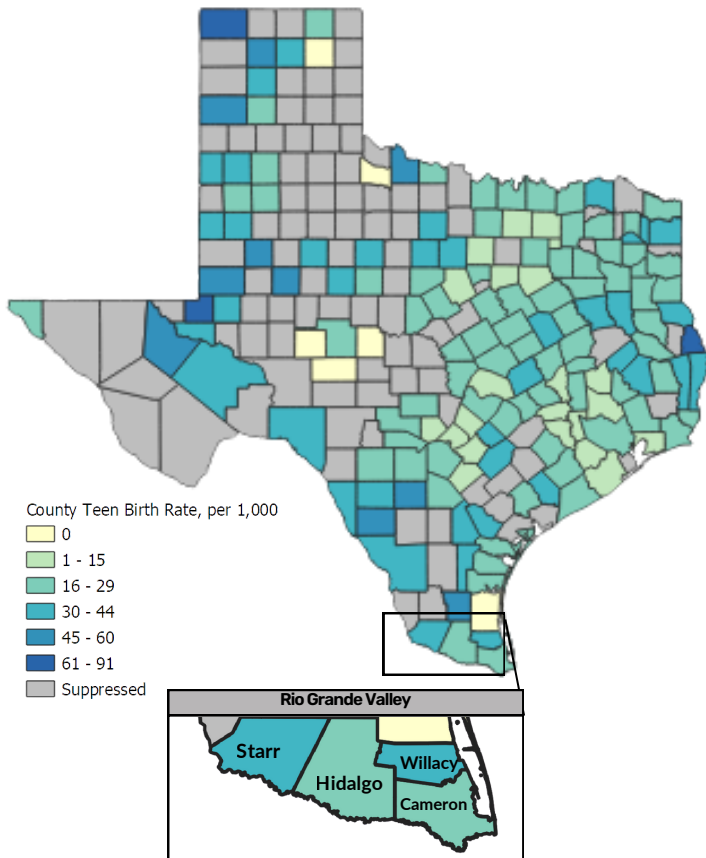 County Teen Birth Rate, per 1,000
0
1 - 15
16 - 29
30 - 44
45 - 60
61 - 91
Suppressed
Rio Grande Valley
Starr
Willacy
Hidalgo
Cameron